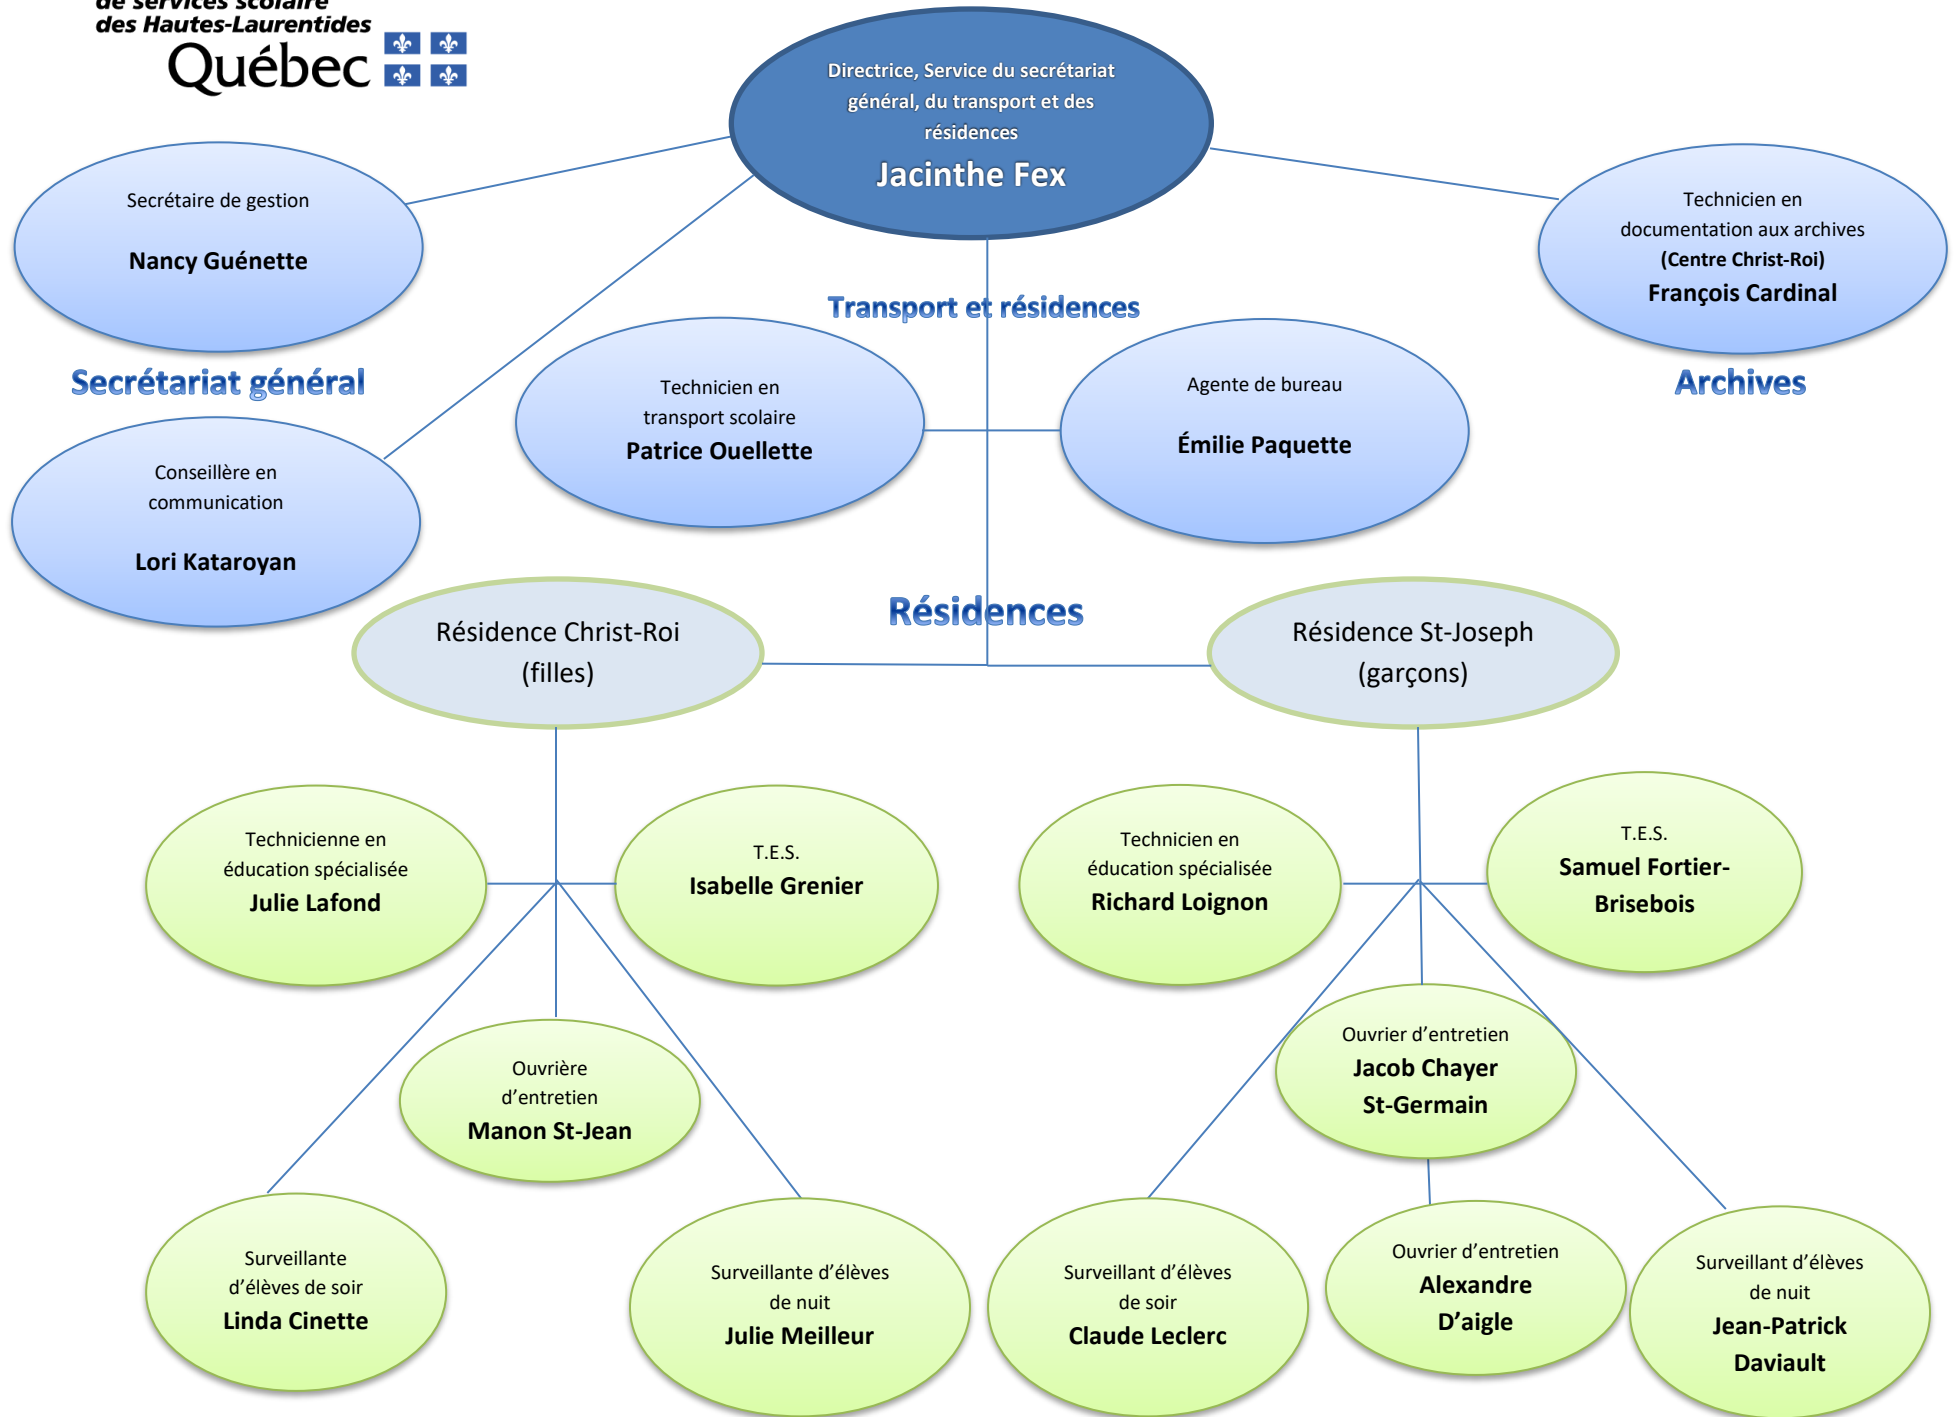 de services scolaire
des Hautes-Laurentides
Québec
Directrice, Service du secrétariat
général, du transport et des
résidences
Jacinthe Fex
Secrétaire de gestion
Nancy Guénette
Technicien en
documentation aux archives
(Centre Christ-Roi)
François Cardinal
Transport et résidences
Secrétariat général
Archives
Technicien en
transport scolaire
Patrice Ouellette
Agente de bureau
Émilie Paquette
Conseillère en
communication
Lori Kataroyan
Résidences
Résidence Christ-Roi
(filles)
Résidence St-Joseph
(garçons)
Technicienne en
éducation spécialisée
Julie Lafond
T.E.S.
Isabelle Grenier
Technicien en
éducation spécialisée
Richard Loignon
T.E.S.
Samuel Fortier-
Brisebois
Ouvrière
d'entretien
Manon St-Jean
Ouvrier d'entretien
Jacob Chayer
St-Germain
Surveillante
d'élèves de soir
Linda Cinette
Surveillante d'élèves
de nuit
Julie Meilleur
Surveillant d'élèves
de soir
Claude Leclerc
Ouvrier d'entretien
Alexandre
D'aigle
Surveillant d'élèves
de nuit
Jean-Patrick
Daviault